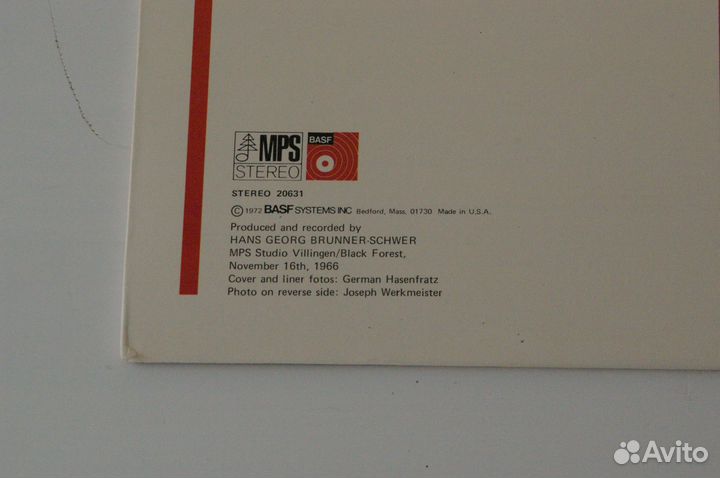 MPS
STEREO
BASF
STEREO 20631
© 1972 BASF SYSTEMS INC Bedford, Mass. 01730 Made in U.S.A.
Produced and recorded by
HANS GEORG BRUNNER-SCHWER
MPS Studio Villingen/Black Forest,
November 16th, 1966
Cover and liner fotos: German Hasenfratz
Photo on reverse side: Joseph Werkmeister
Avito